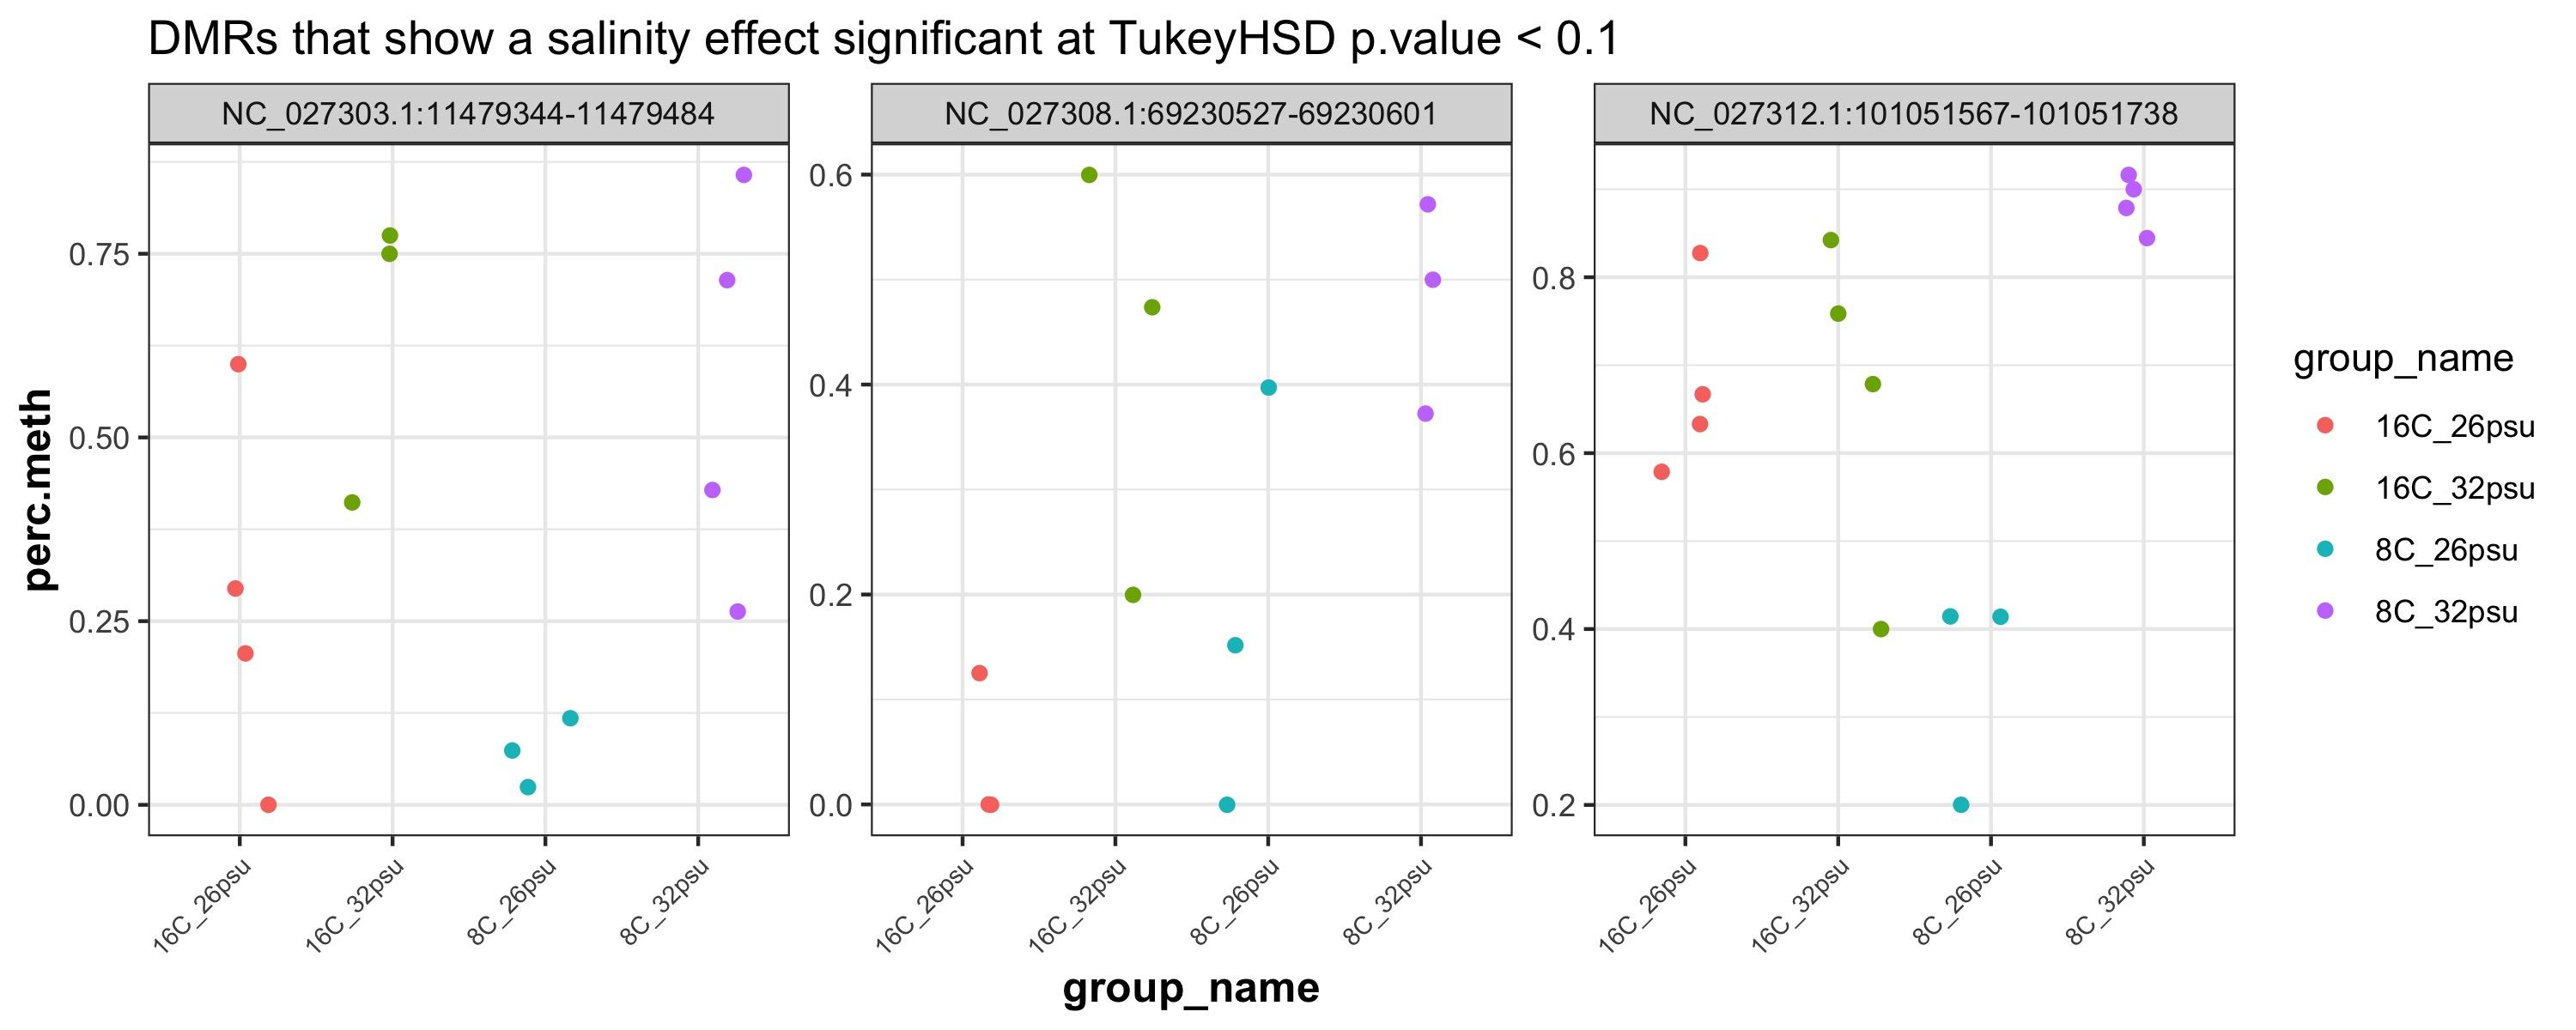 DMRs that show a salinity effect significant at TukeyHSD p.value < 0.1
NC_027303.1:11479344-11479484
NC_027308.1:69230527-69230601
NC_027312.1:101051567-101051738
perc.meth
0.75
0.50
0.25
0.00
0.6
0.4
0.2
0.0
0.8
0.6
0.4
0.2
16C_26psu
16C_32psu
8C_26psu
8C_32psu
16C_26psu
16C_32psu
8C_26psu
8C_32psu
16C_26psu
16C_32psu
8C_26psu
8C_32psu
group_name
group_name
16C_26psu
16C_32psu
8C_26psu
8C_32psu